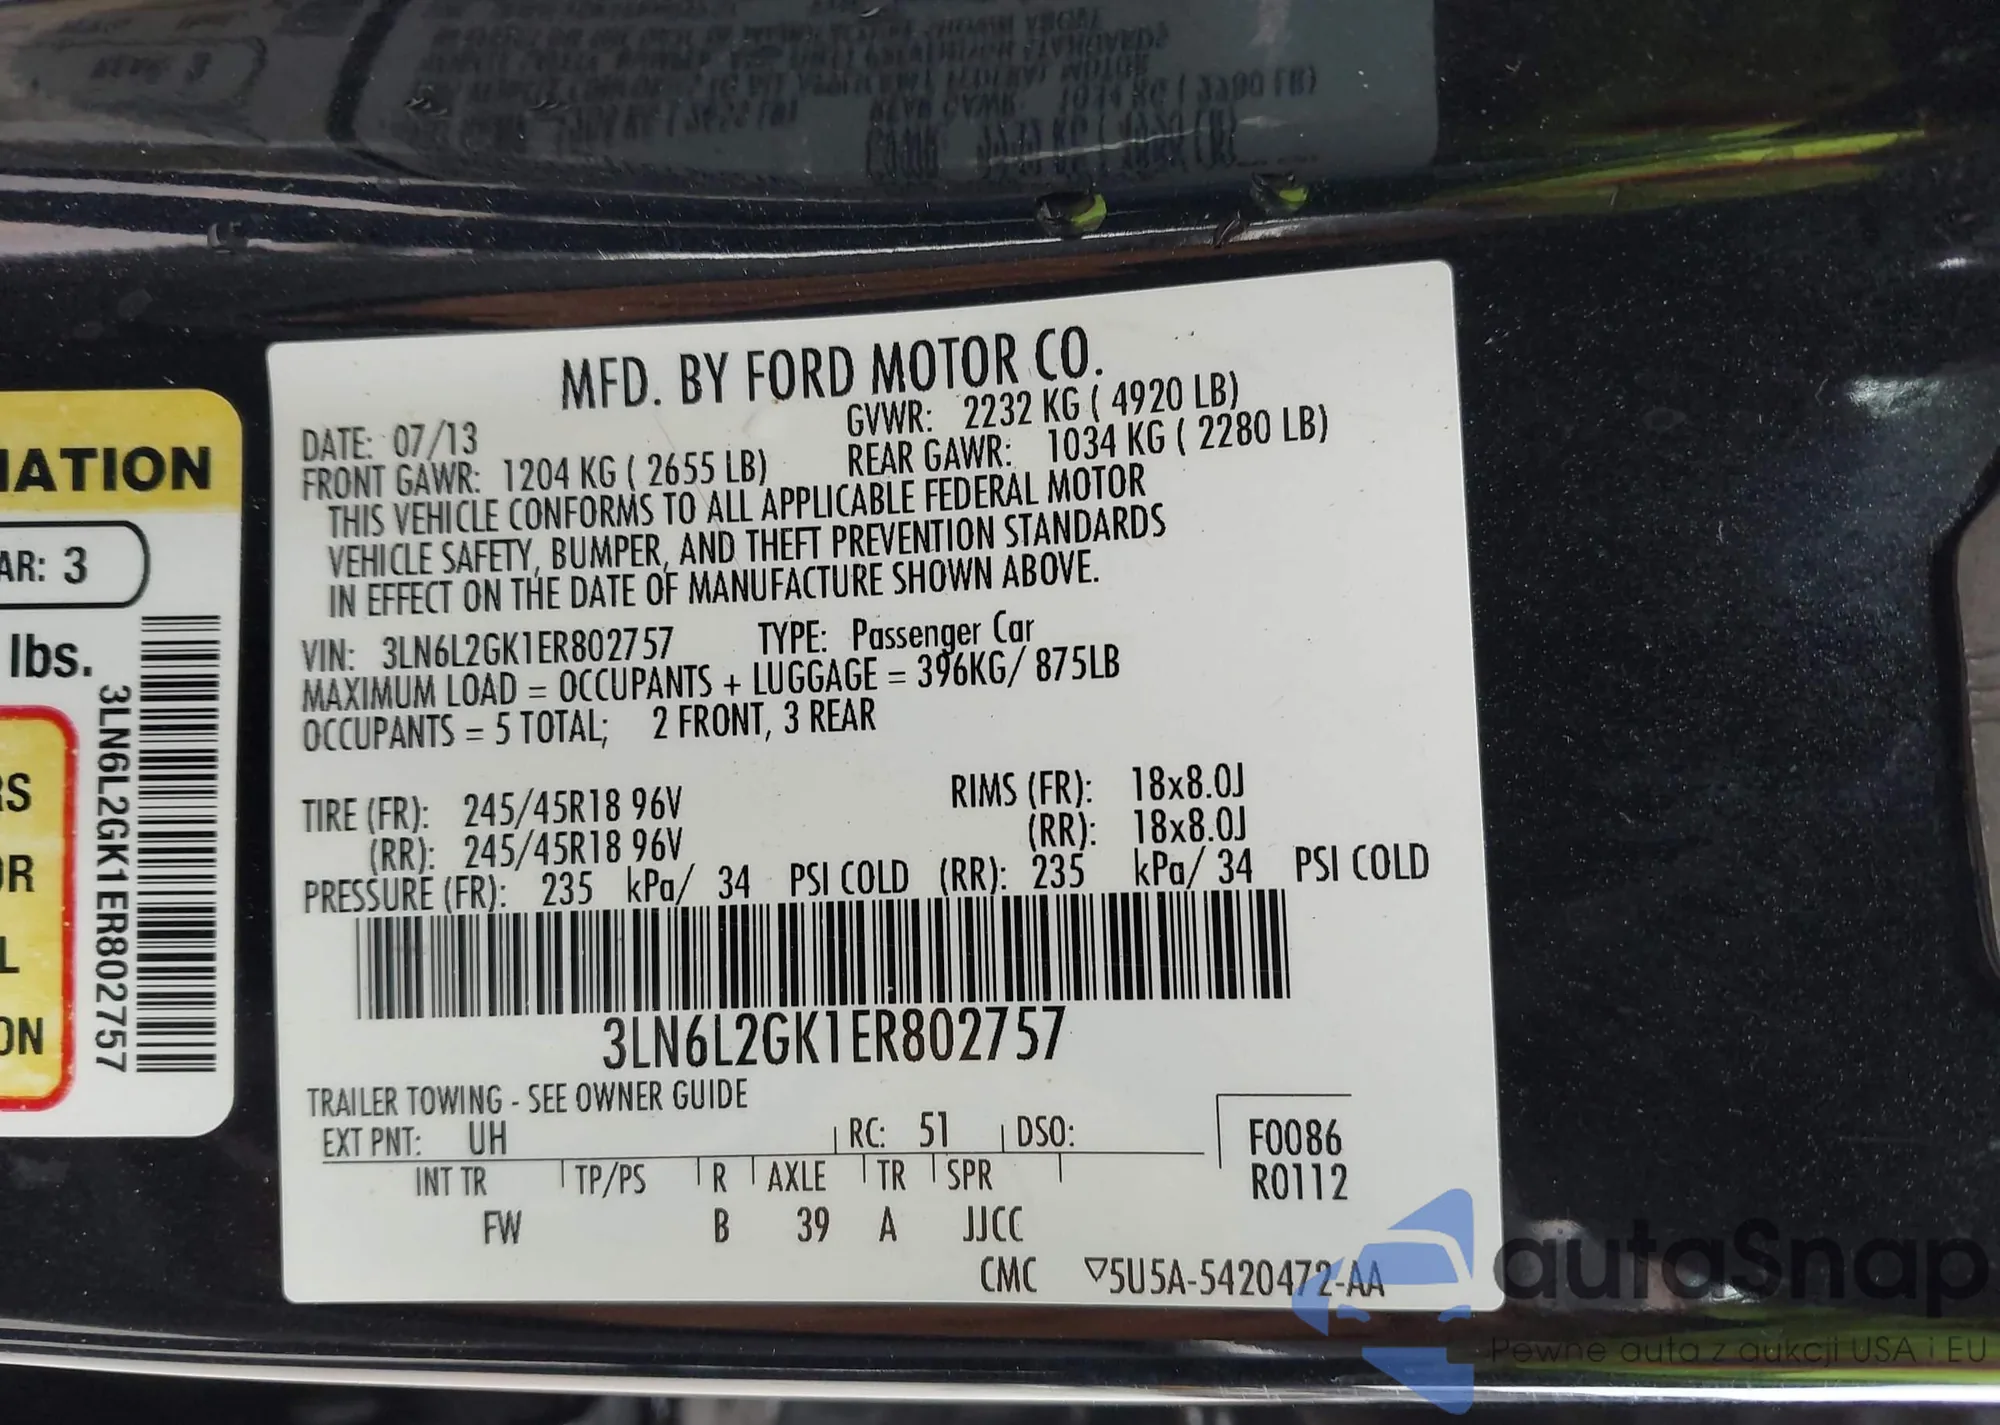 MFD. BY FORD MOTOR CO.
DATE: 07/13 GVWR: 2232 KG ( 4920 LB)
FRONT GAWR: 1204 KG ( 2655 LB) REAR GAWR: 1034 KG ( 2280 LB)
THIS VEHICLE CONFORMS TO ALL APPLICABLE FEDERAL MOTOR
VEHICLE SAFETY, BUMPER, AND THEFT PREVENTION STANDARDS
IN EFFECT ON THE DATE OF MANUFACTURE SHOWN ABOVE.
VIN: 3LN6L2GK1ER802757 TYPE: Passenger Car
MAXIMUM LOAD = OCCUPANTS + LUGGAGE = 396KG/ 875LB
OCCUPANTS = 5 TOTAL; 2 FRONT, 3 REAR
TIRE (FR): 245/45R18 96V RIMS (FR): 18x8.0J
(RR): 245/45R18 96V (RR): 18x8.0J
PRESSURE (FR): 235 kPa/ 34 PSI COLD (RR): 235 kPa/ 34 PSI COLD
3LN6L2GK1ER802757
TRAILER TOWING - SEE OWNER GUIDE
EXT PNT: UH RC: 51 DSO: F0086
INT TR TP/PS R AXLE TR SPR R0112
FW B 39 A JJCC
CMC ▽5U5A-5420472-AA
IATION
AR: 3
lbs.
RS
OR
L
ON
3LN6L2GK1ER802757
autoSnap
Pewne auta z aukcji USA i EU